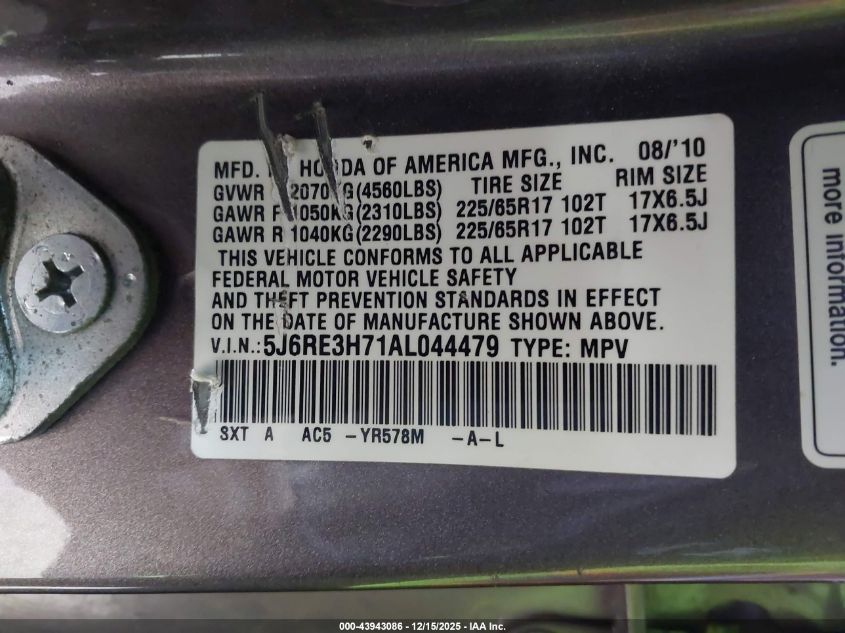 MFD. HONDA OF AMERICA MFG., INC. 08/'10
GVWR 2070KG(4560LBS) TIRE SIZE RIM SIZE
GAWR F 1050KG(2310LBS) 225/65R17 102T 17X6.5J
GAWR R 1040KG(2290LBS) 225/65R17 102T 17X6.5J
THIS VEHICLE CONFORMS TO ALL APPLICABLE
FEDERAL MOTOR VEHICLE SAFETY
AND THEFT PREVENTION STANDARDS IN EFFECT
ON THE DATE OF MANUFACTURE SHOWN ABOVE.
V.I.N.:5J6RE3H71AL044479 TYPE: MPV
SXT A AC5 -YR578M -A-L
more information.
000-43943086 - 12/15/2025 - IAA Inc.